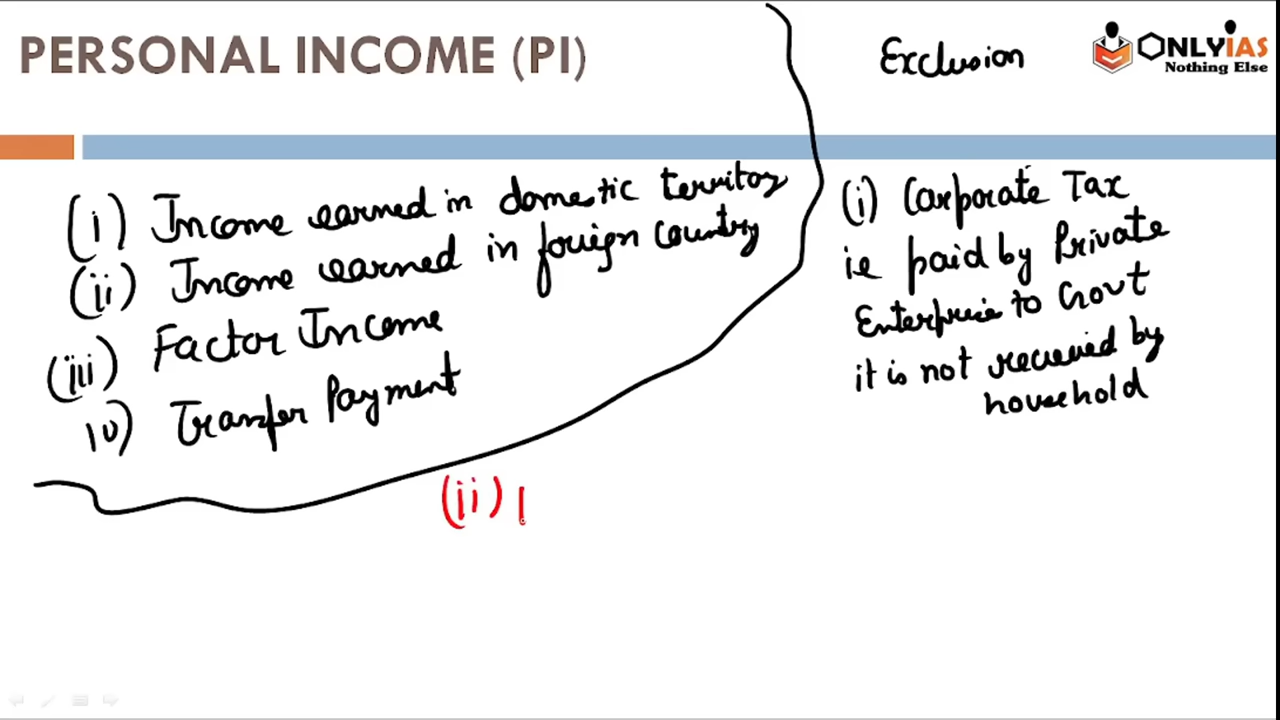 PERSONAL INCOME (PI)
Exclusion
ONLYIAS
Nothing Else
(i) Income earned in domestic territory
(ii) Income earned in foreign country
(iii) Factor Income
iv) Transfer Payment
(i) Corporate Tax
ie paid by Private
Enterprise to Govt
it is not received by
household
(ii)